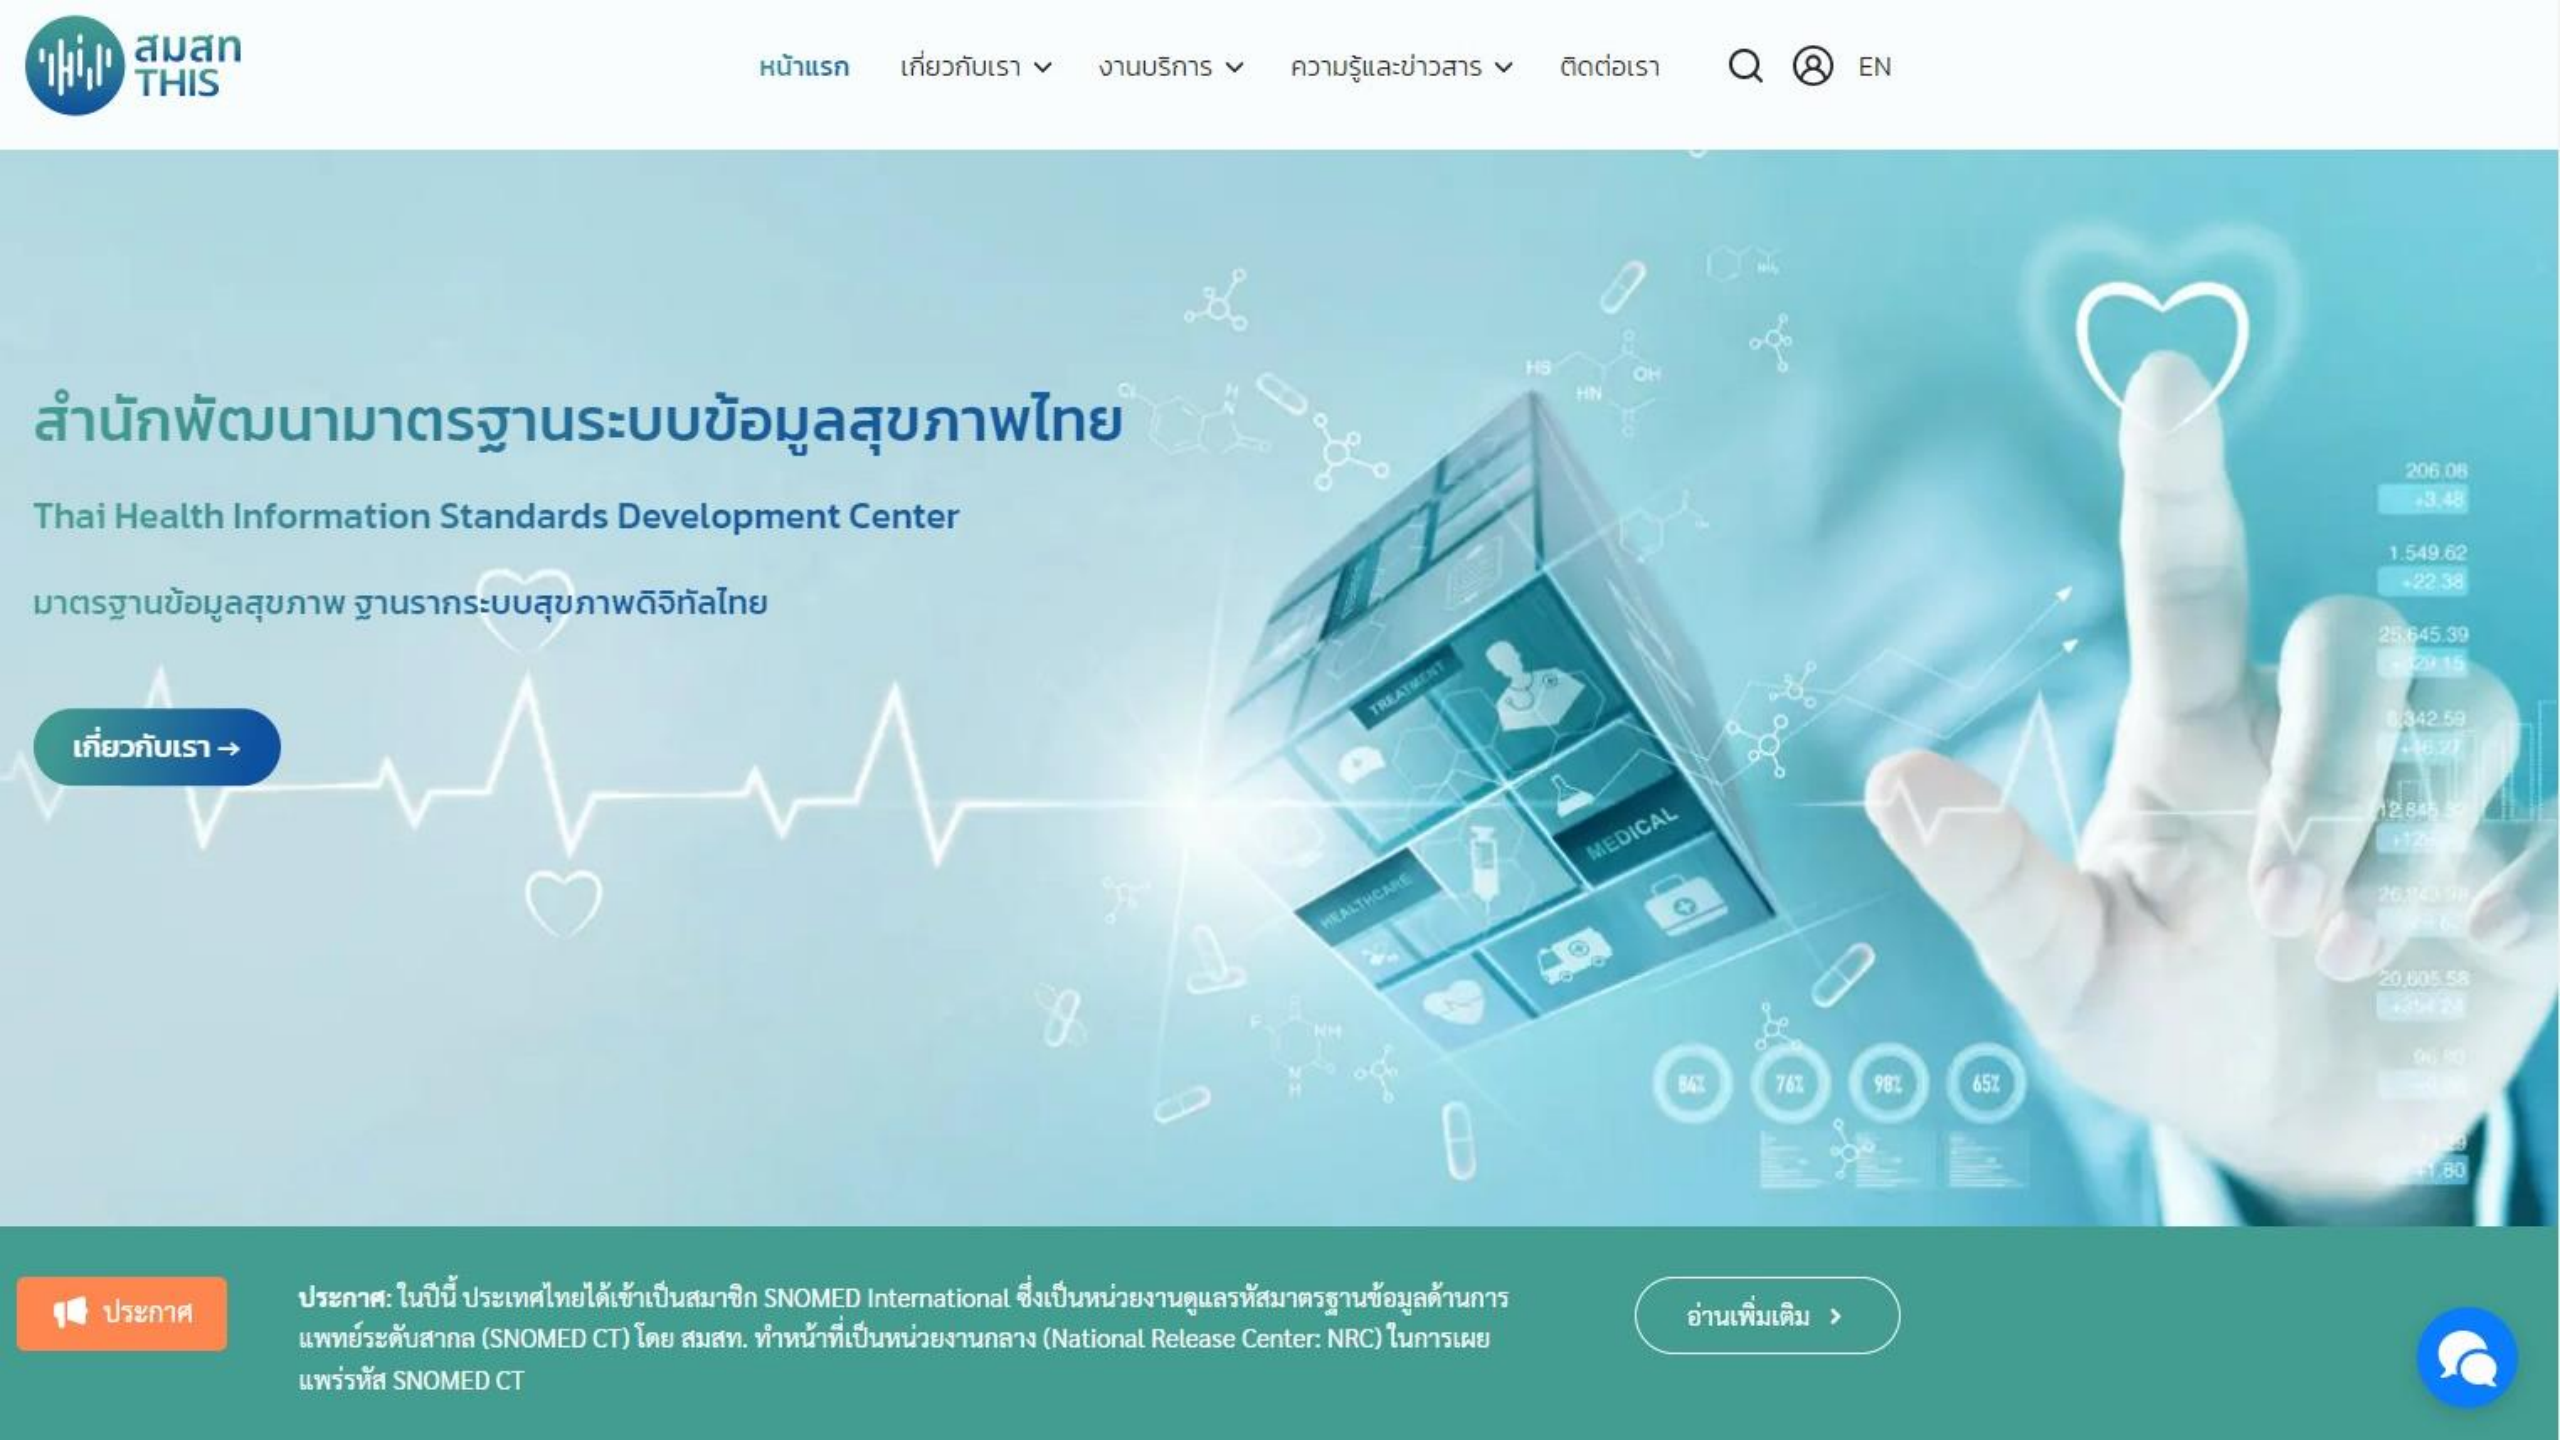 สมสท
THIS
หน้าแรก เกี่ยวกับเรา งานบริการ ความรู้และข่าวสาร ติดต่อเรา EN
สำนักพัฒนามาตรฐานระบบข้อมูลสุขภาพไทย
Thai Health Information Standards Development Center
มาตรฐานข้อมูลสุขภาพ ฐานรากระบบสุขภาพดิจิทัลไทย
เกี่ยวกับเรา →
Cl
H
N
HS
HN
OH
TREATMENT
MEDICAL
HEALTHCARE
F
NH
N
H
84% 76% 98% 65%
206.08
+3.48
1.549.62
+22.38
25.645.39
8,342.59
+46.27
20,605.58
+354.24
ประกาศ
ประกาศ: ในปีนี้ ประเทศไทยได้เข้าเป็นสมาชิก SNOMED International ซึ่งเป็นหน่วยงานดูแลรหัสมาตรฐานข้อมูลด้านการ
แพทย์ระดับสากล (SNOMED CT) โดย สมสท. ทำหน้าที่เป็นหน่วยงานกลาง (National Release Center: NRC) ในการเผย
แพร่รหัส SNOMED CT
อ่านเพิ่มเติม